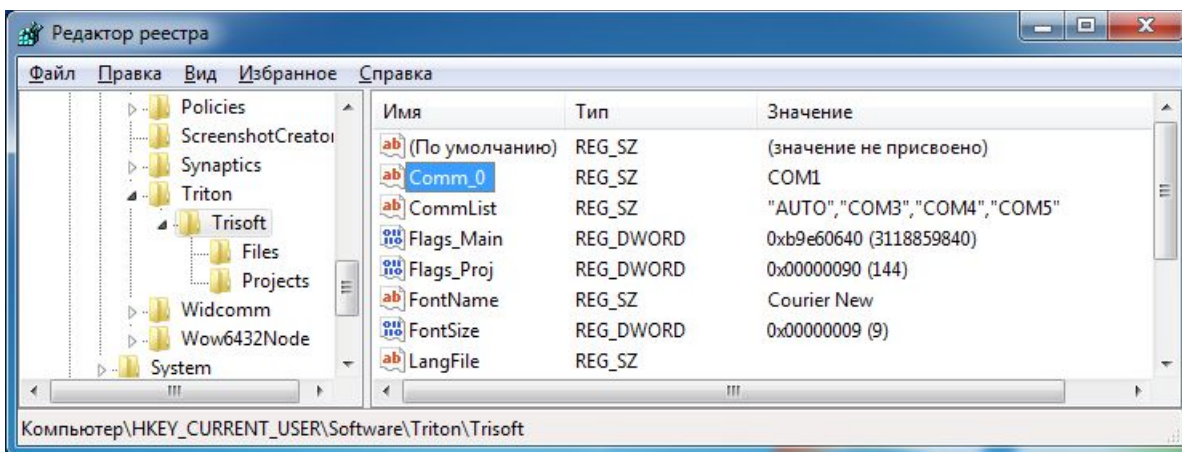 Редактор реестра
Файл Правка Вид Избранное Справка
Policies
ScreenshotCreator
Synaptics
Triton
Trisoft
Files
Projects
Widcomm
Wow6432Node
System
Имя Тип Значение
(По умолчанию) REG_SZ (значение не присвоено)
Comm_0 REG_SZ COM1
CommList REG_SZ "AUTO","COM3","COM4","COM5"
Flags_Main REG_DWORD 0xb9e60640 (3118859840)
Flags_Proj REG_DWORD 0x00000090 (144)
FontName REG_SZ Courier New
FontSize REG_DWORD 0x00000009 (9)
LangFile REG_SZ
Компьютер\HKEY_CURRENT_USER\Software\Triton\Trisoft